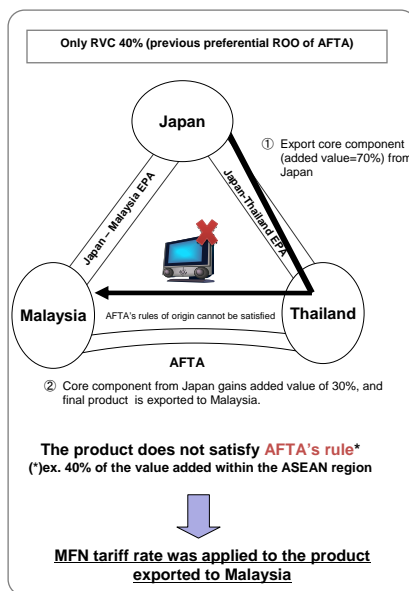 Only RVC 40% (previous preferential ROO of AFTA)
Japan
① Export core component
(added value=70%) from
Japan
Japan – Malaysia EPA
Japan-Thailand EPA
Malaysia
AFTA's rules of origin cannot be satisfied
Thailand
AFTA
② Core component from Japan gains added value of 30%, and
final product is exported to Malaysia.
The product does not satisfy AFTA's rule*
(*)ex. 40% of the value added within the ASEAN region
MFN tariff rate was applied to the product
exported to Malaysia